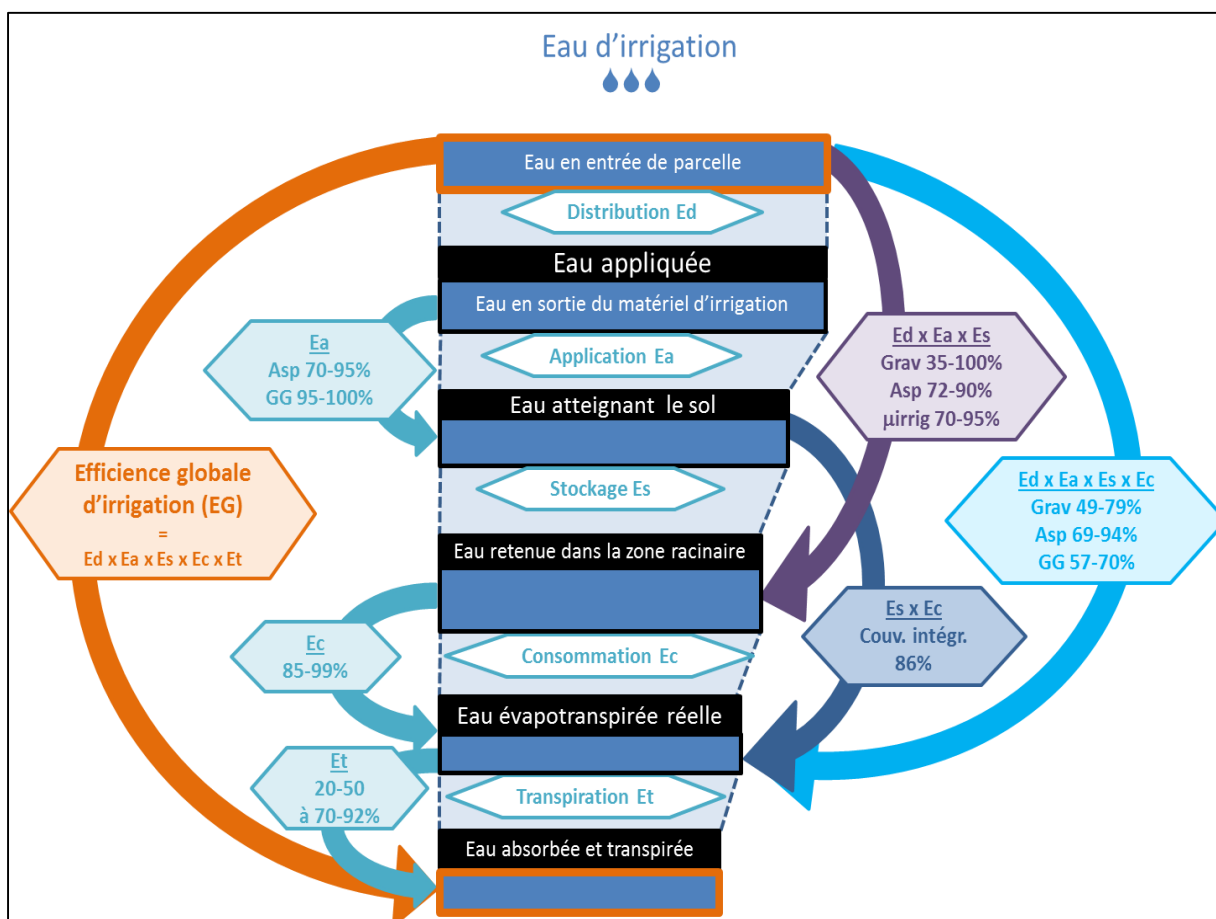 Eau d'irrigation
Eau en entrée de parcelle
Distribution Ed
Eau appliquée
Eau en sortie du matériel d'irrigation
Application Ea
Eau atteignant le sol
Stockage Es
Eau retenue dans la zone racinaire
Consommation Ec
Eau évapotranspirée réelle
Transpiration Et
Eau absorbée et transpirée
Ea
Asp 70-95%
GG 95-100%
Efficience globale
d'irrigation (EG)
=
Ed x Ea x Es x Ec x Et
Ec
85-99%
Et
20-50
à 70-92%
Ed x Ea x Es
Grav 35-100%
Asp 72-90%
µirrig 70-95%
Ed x Ea x Es x Ec
Grav 49-79%
Asp 69-94%
GG 57-70%
Es x Ec
Couv. intégr.
86%